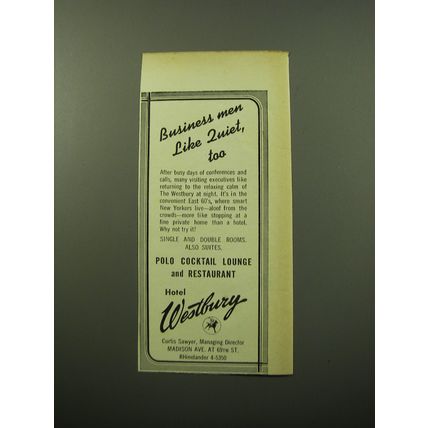 Business men
Like Quiet,
too
After busy days of conferences and
calls, many visiting executives like
returning to the relaxing calm of
The Westbury at night. It's in the
convenient East 60's, where smart
New Yorkers live—aloof from the
crowds—more like stopping at a
fine private home than a hotel.
Why not try it!
SINGLE AND DOUBLE ROOMS.
ALSO SUITES.
POLO COCKTAIL LOUNGE
and RESTAURANT
Hotel
Westbury
Curtis Sawyer, Managing Director
MADISON AVE. AT 69TH ST.
RHinelander 4-5350